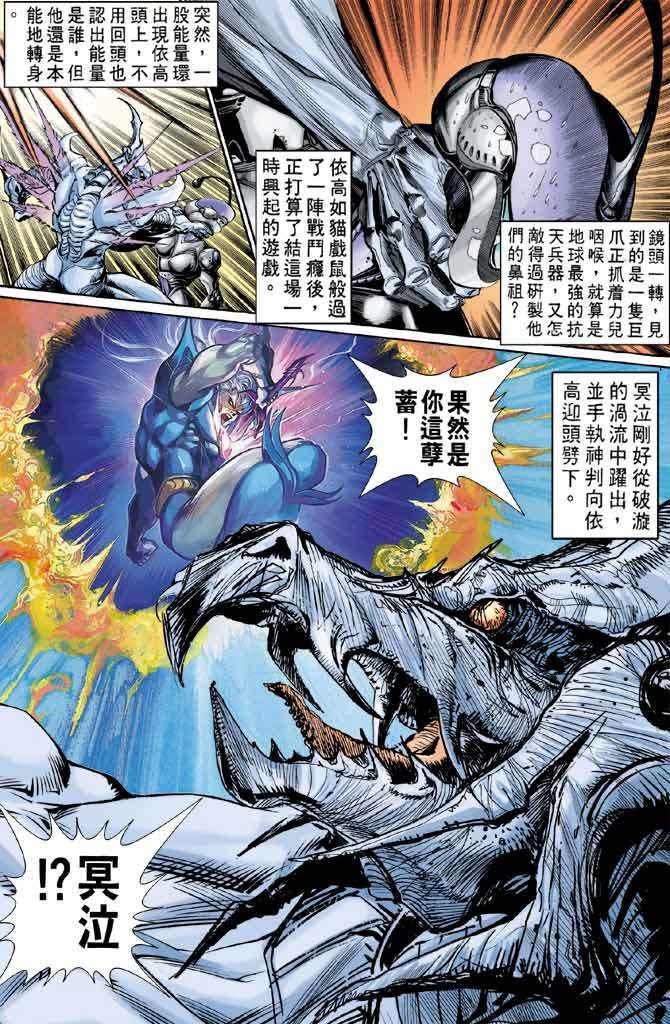 鏡頭一轉，見
到的是一隻巨
爪正抓着力兒
咽喉，就算是
地球最強的抗
天兵器，又怎
敵得過研製他
們的鼻祖？
依高如貓戲鼠般過
了一陣戰鬥癮後，
正打算了結這場一
時興起的遊戲。
突然，一
股能量環
出現依高
頭上，不
用回頭也
認出能量
是誰，但
他還是本
能地轉身
。
冥泣剛好從破漩
的渦流中躍出，
並手執神判向依
高迎頭劈下。
果然是
你這孽
蓄！
冥泣
⁉